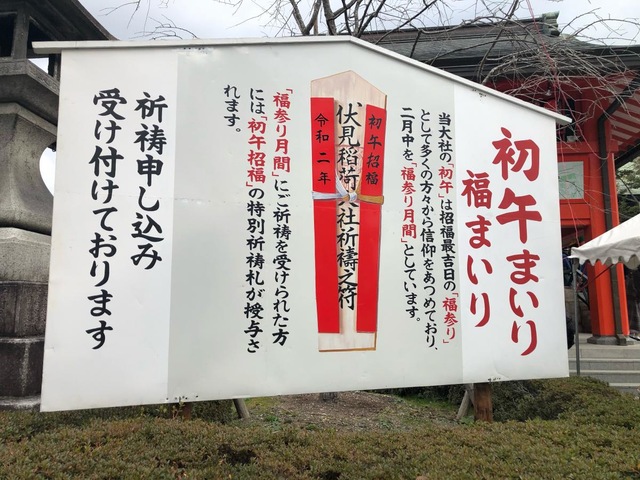 初午まいり
福まいり
当大社の「初午」は招福最吉日の「福参り」
として多くの方々から信仰をあつめており、
二月中を「福参り月間」としています。
初午招福
伏見稲荷大社祈祷之符
令和二年
「福参り月間」にご祈祷を受けられた方
には「初午招福」の特別祈祷札が授与さ
れます。
祈祷申し込み
受け付けております